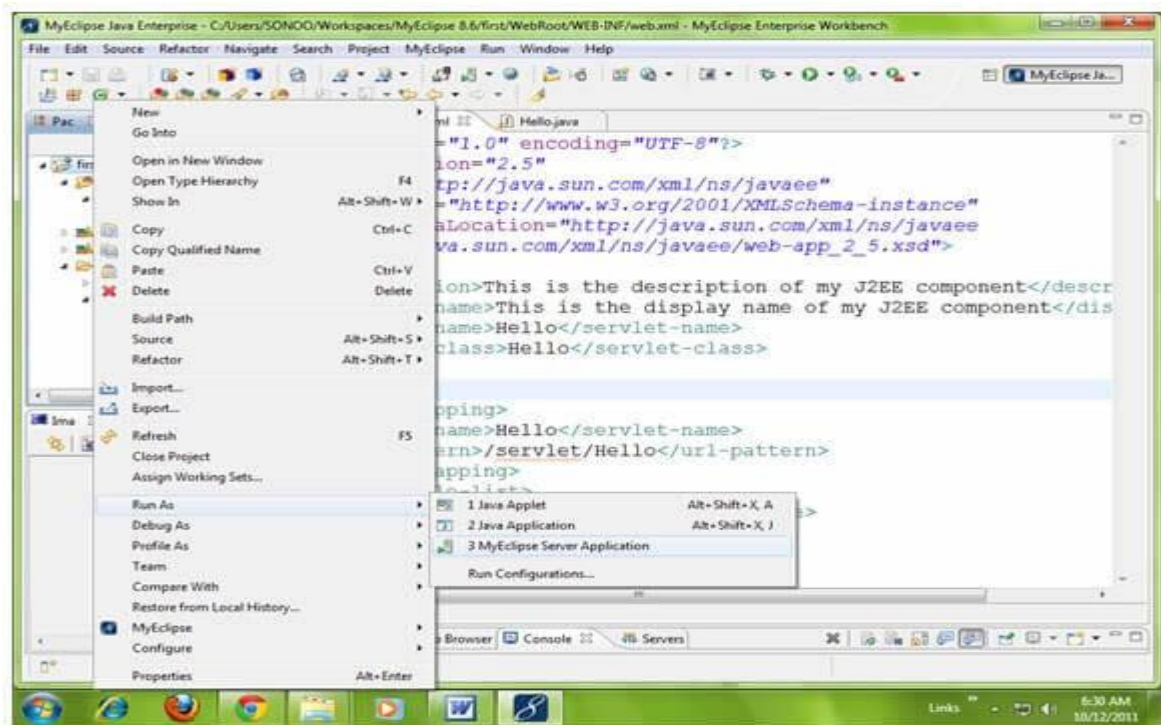 MyEclipse Java Enterprise - C:/Users/SONOO/Workspaces/MyEclipse 8.6/first/WebRoot/WEB-INF/web.xml - MyEclipse Enterprise Workbench
File Edit Source Refactor Navigate Search Project MyEclipse Run Window Help
MyEclipse Ja...
Pac
ml Hello.java
="1.0" encoding="UTF-8"?>
ion="2.5"
tp://java.sun.com/xml/ns/javaee"
="http://www.w3.org/2001/XMLSchema-instance"
aLocation="http://java.sun.com/xml/ns/javaee
va.sun.com/xml/ns/javaee/web-app_2_5.xsd">
ion>This is the description of my J2EE component</descr
name>This is the display name of my J2EE component</dis
name>Hello</servlet-name>
class>Hello</servlet-class>
pping>
name>Hello</servlet-name>
ern>/servlet/Hello</url-pattern>
apping>
firs
New
Go Into
Open in New Window
Open Type Hierarchy F4
Show In Alt+Shift+W
Copy Ctrl+C
Copy Qualified Name
Paste Ctrl+V
Delete Delete
Build Path
Source Alt+Shift+S
Refactor Alt+Shift+T
Import...
Export...
Ima
Refresh F5
Close Project
Assign Working Sets...
Run As
Debug As
Profile As
Team
Compare With
Restore from Local History...
MyEclipse
Configure
Properties Alt+Enter
1 Java Applet Alt+Shift+X, A
2 Java Application Alt+Shift+X, J
3 MyEclipse Server Application
Run Configurations...
Browser Console Servers
Links
6:30 AM
10/12/2011